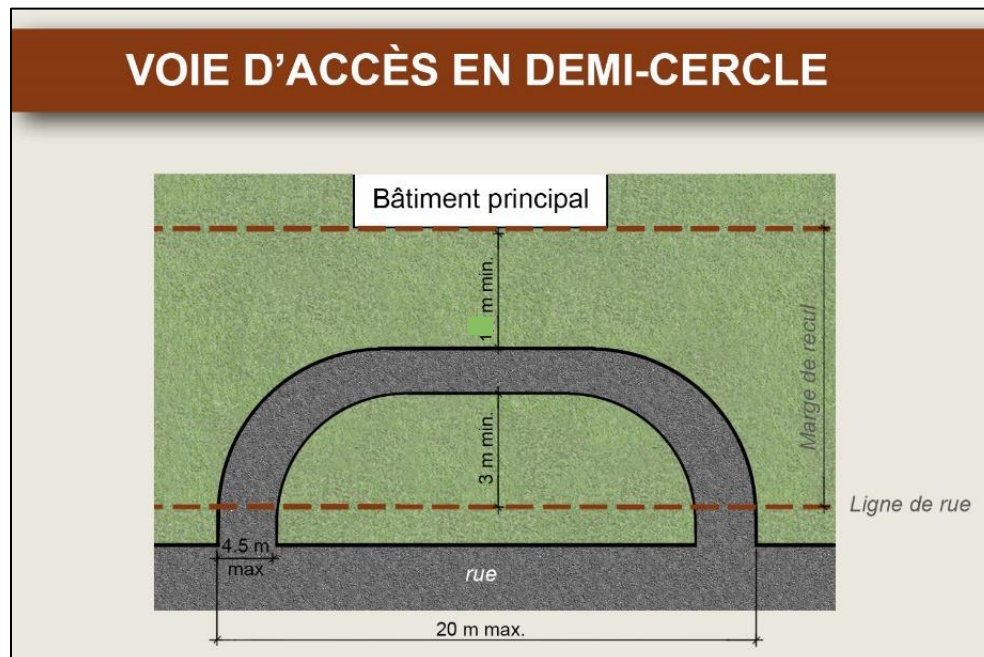 VOIE D'ACCÈS EN DEMI-CERCLE
Bâtiment principal
1 m min.
Marge de recul
3 m min.
Ligne de rue
4.5 m
max
rue
20 m max.